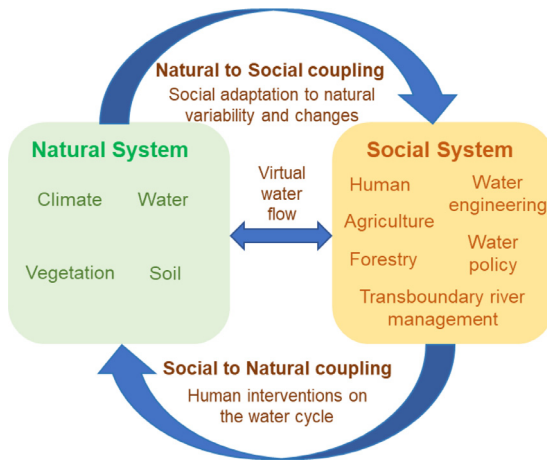 Natural to Social coupling
Social adaptation to natural
variability and changes
Natural System
Climate Water
Vegetation Soil
Virtual
water
flow
Social System
Human
Water
engineering
Agriculture
Forestry
Water
policy
Transboundary river
management
Social to Natural coupling
Human interventions on
the water cycle